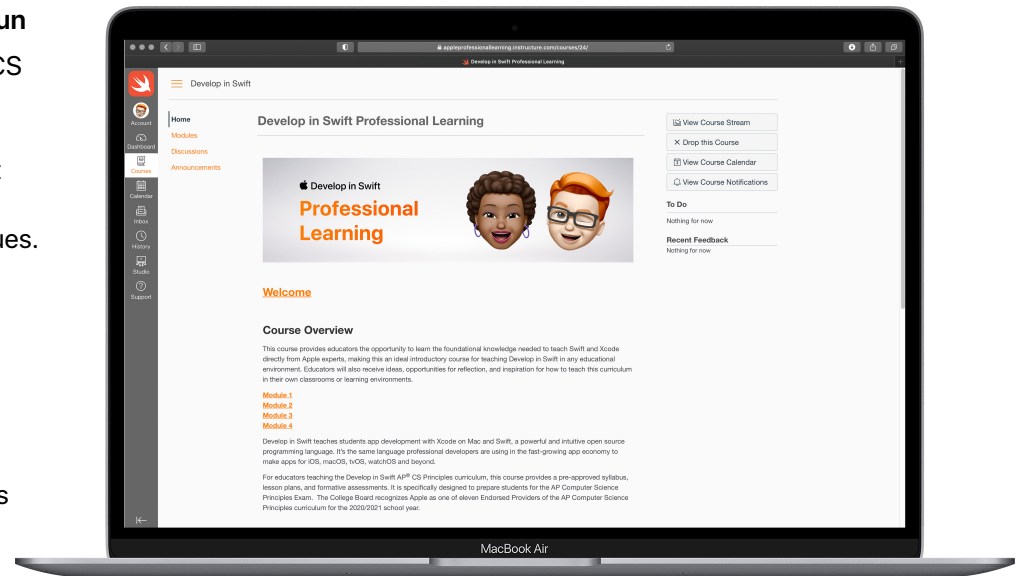 un
CS
ues.
s
appleprofessionallearning.instructure.com/courses/24/
Develop in Swift Professional Learning
Develop in Swift
Account
Dashboard
Courses
Calendar
Inbox
History
Studio
Support
Home
Modules
Discussions
Announcements
Develop in Swift Professional Learning
Develop in Swift
Professional
Learning
Welcome
Course Overview
This course provides educators the opportunity to learn the foundational knowledge needed to teach Swift and Xcode
directly from Apple experts, making this an ideal introductory course for teaching Develop in Swift in any educational
environment. Educators will also receive ideas, opportunities for reflection, and inspiration for how to teach this curriculum
in their own classrooms or learning environments.
Module 1
Module 2
Module 3
Module 4
Develop in Swift teaches students app development with Xcode on Mac and Swift, a powerful and intuitive open source
programming language. It's the same language professional developers are using in the fast-growing app economy to
make apps for iOS, macOS, tvOS, watchOS and beyond.
For educators teaching the Develop in Swift AP® CS Principles curriculum, this course provides a pre-approved syllabus,
lesson plans, and formative assessments. It is specifically designed to prepare students for the AP Computer Science
Principles Exam. The College Board recognizes Apple as one of eleven Endorsed Providers of the AP Computer Science
Principles curriculum for the 2020/2021 school year.
View Course Stream
Drop this Course
View Course Calendar
View Course Notifications
To Do
Nothing for now
Recent Feedback
Nothing for now
MacBook Air